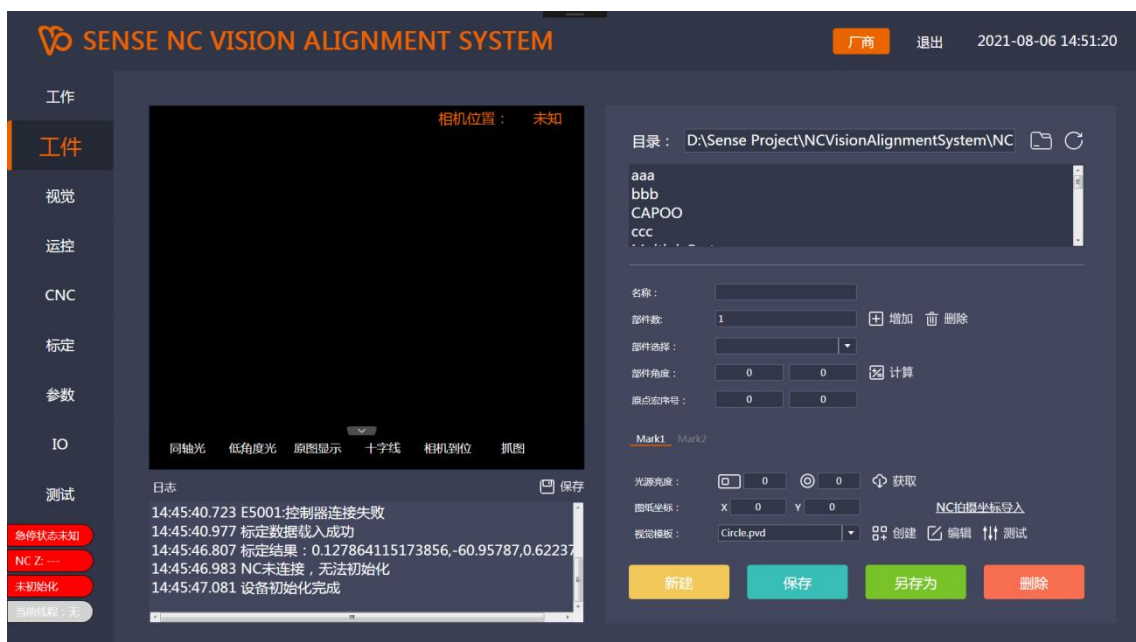 SENSE NC VISION ALIGNMENT SYSTEM
厂商 退出 2021-08-06 14:51:20
工作
工件
视觉
运控
CNC
标定
参数
IO
测试
急停状态未知
NC Z: ---
未初始化
当前线程：无
相机位置： 未知
同轴光 低角度光 原图显示 十字线 相机到位 抓图
日志 保存
14:45:40.723 E5001:控制器连接失败
14:45:40.977 标定数据载入成功
14:45:46.807 标定结果：0.127864115173856,-60.95787,0.62237
14:45:46.983 NC未连接，无法初始化
14:45:47.081 设备初始化完成
目录： D:\Sense Project\NCVisionAlignmentSystem\NC
aaa
bbb
CAPOO
ccc
名称：
部件数: 1 增加 删除
部件选择：
部件角度： 0 0 计算
原点宏序号： 0 0
Mark1 Mark2
光源亮度： 0 0 获取
图纸坐标： X 0 Y 0 NC拍摄坐标导入
视觉模板： Circle.pvd 创建 编辑 测试
新建 保存 另存为 删除